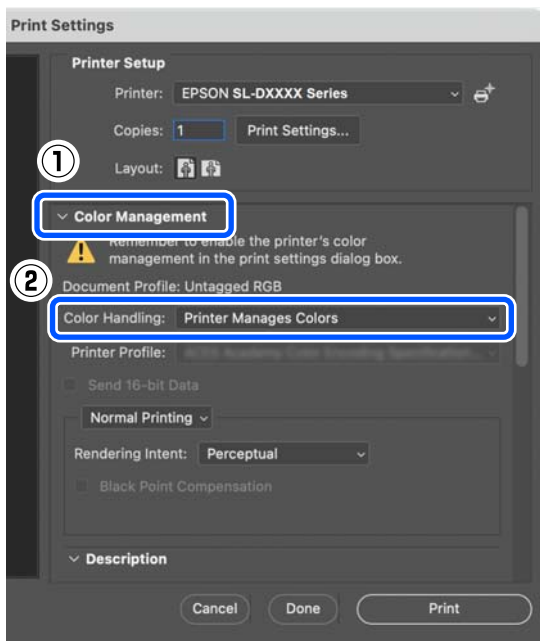 Print Settings
Printer Setup
Printer: EPSON SL-DXXXX Series
Copies: 1 Print Settings...
①
Layout:
Color Management
Remember to enable the printer's color
management in the print settings dialog box.
②
Document Profile: Untagged RGB
Color Handling: Printer Manages Colors
Printer Profile:
Send 16-bit Data
Normal Printing
Rendering Intent: Perceptual
Black Point Compensation
Description
Cancel Done Print